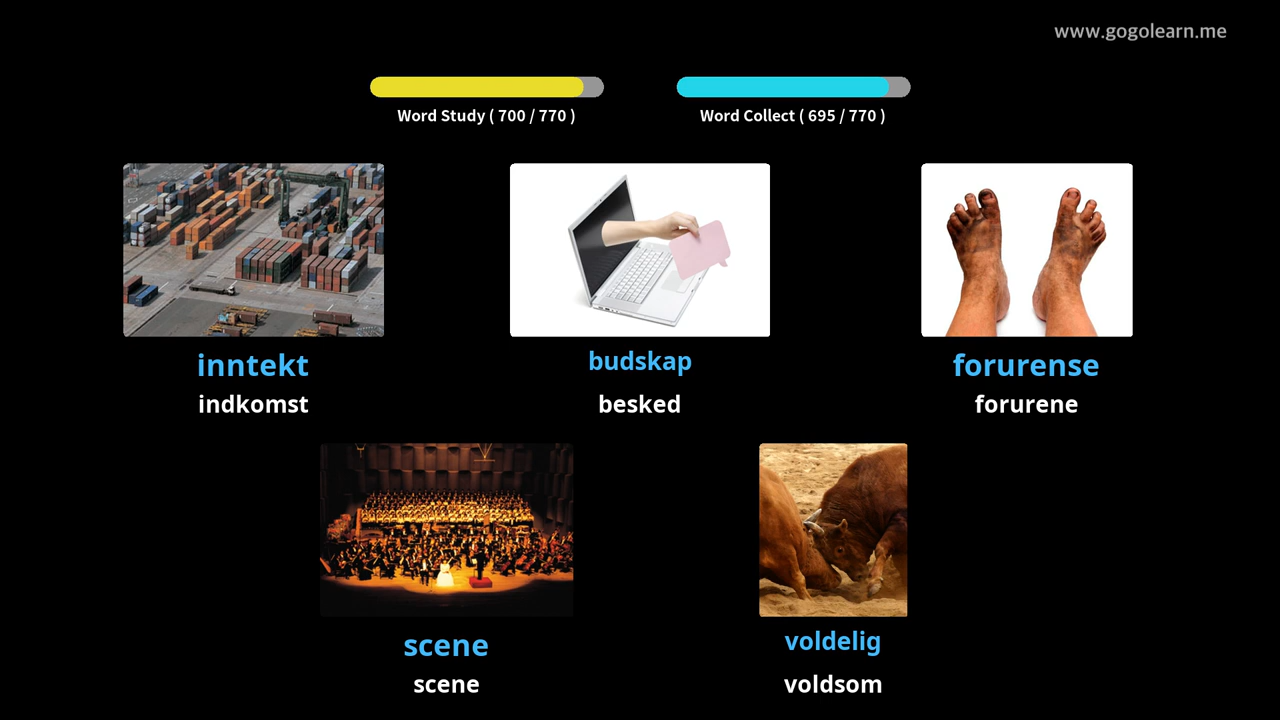 www.gogolearn.me
Word Study ( 700 / 770 )
Word Collect ( 695 / 770 )
inntekt
indkomst
budskap
besked
forurense
forurene
scene
scene
voldelig
voldsom